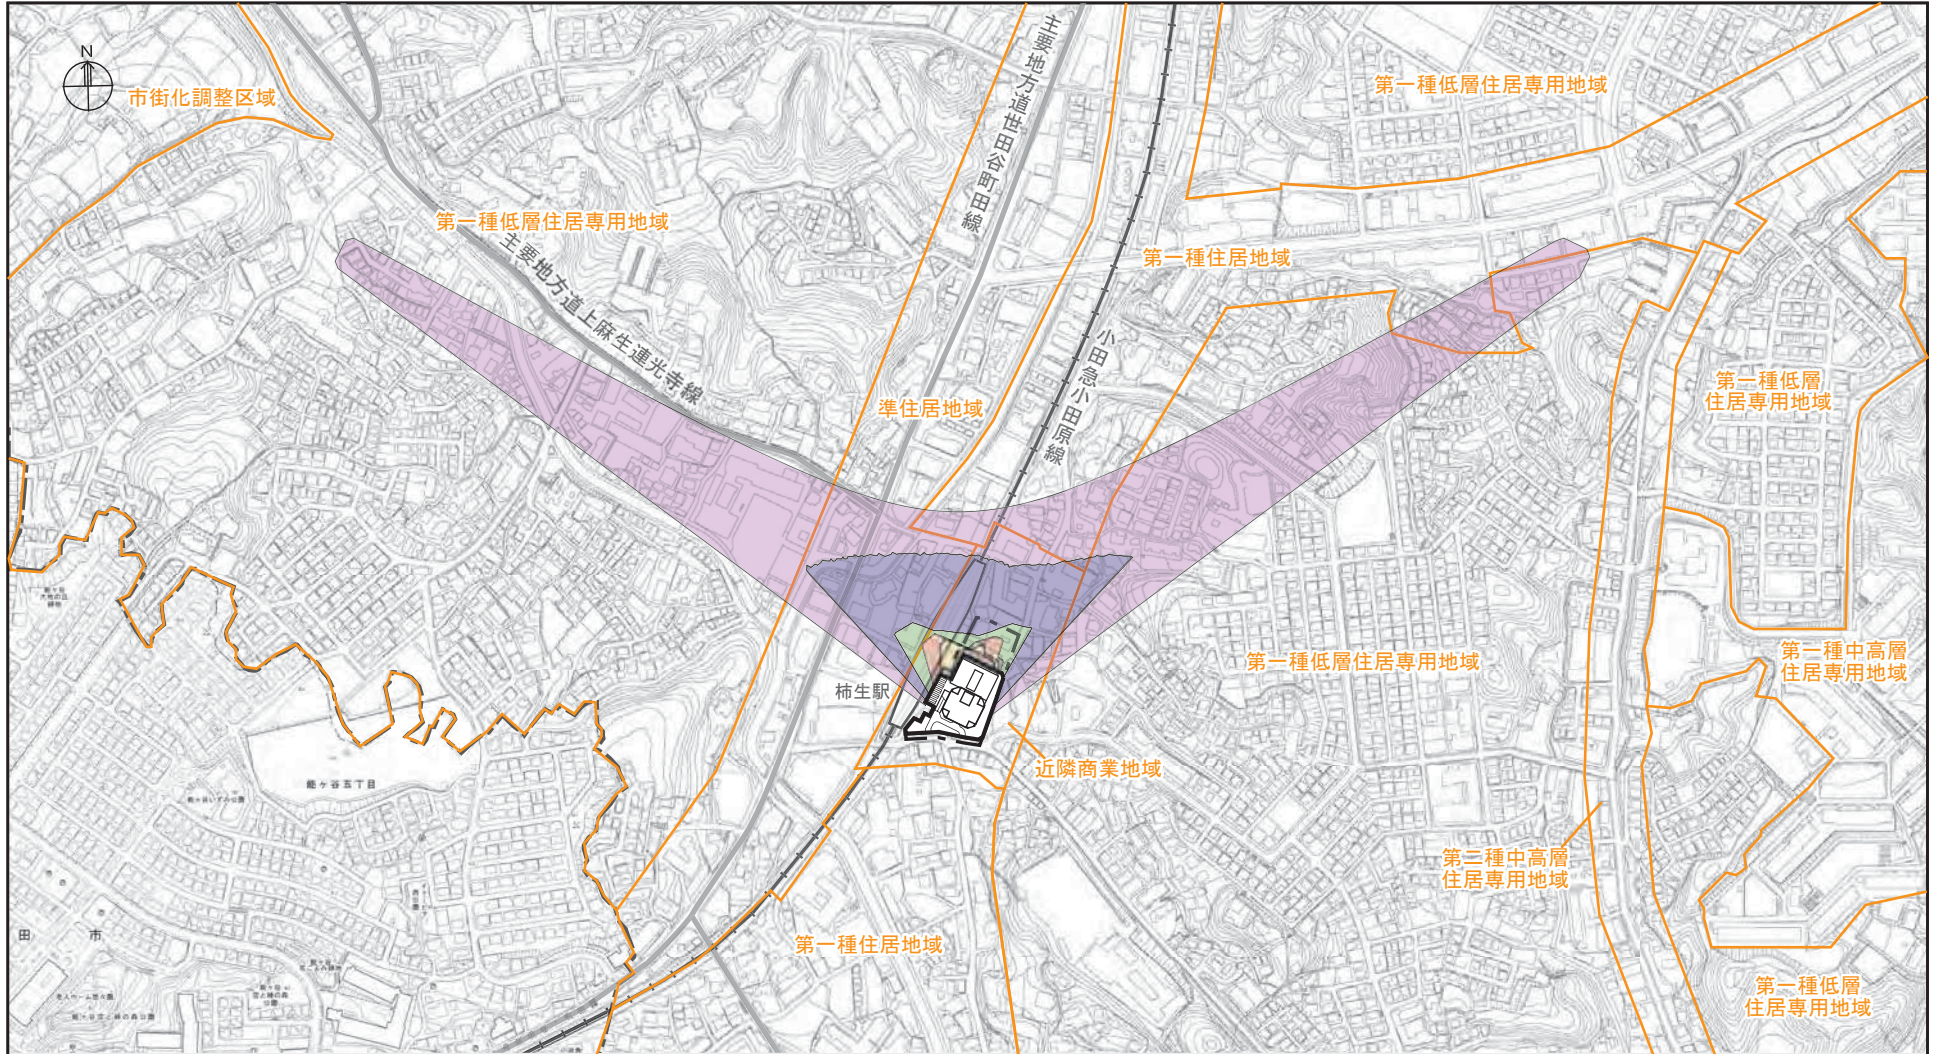 N
市街化調整区域
第一種低層住居専用地域
主要地方道世田谷町田線
第一種低層住居専用地域
主要地方道上麻生連光寺線
第一種住居地域
小田急小田原線
準住居地域
第一種低層
住居専用地域
第一種低層住居専用地域
第一種中高層
住居専用地域
柿生駅
近隣商業地域
能ヶ谷五丁目
第二種中高層
住居専用地域
第一種住居地域
田 市
第一種低層
住居専用地域